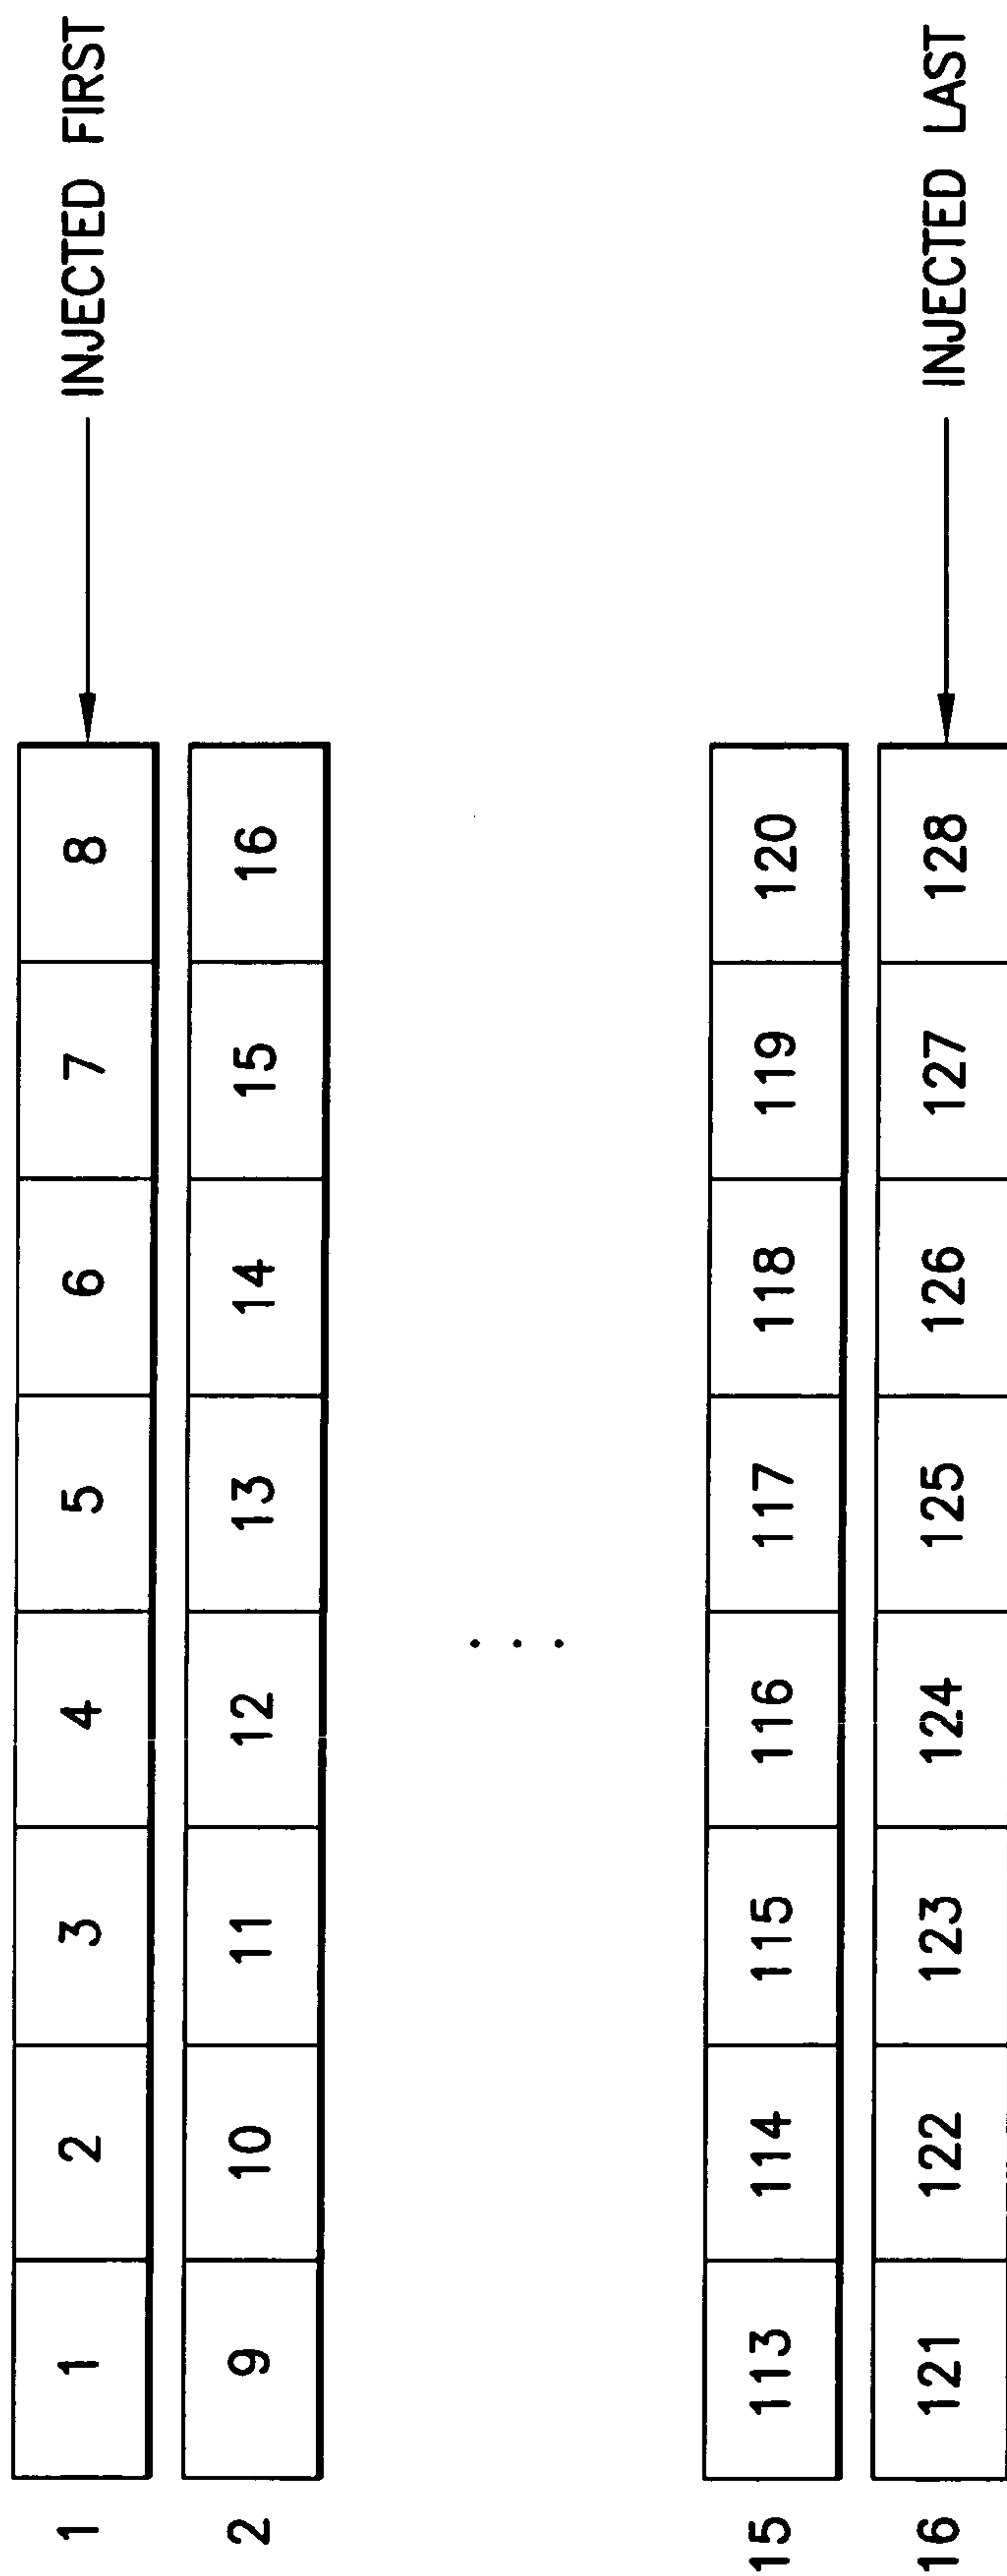 1 1 2 3 4 5 6 7 8 INJECTED FIRST
2 9 10 11 12 13 14 15 16
. . .
15 113 114 115 116 117 118 119 120
16 121 122 123 124 125 126 127 128 INJECTED LAST